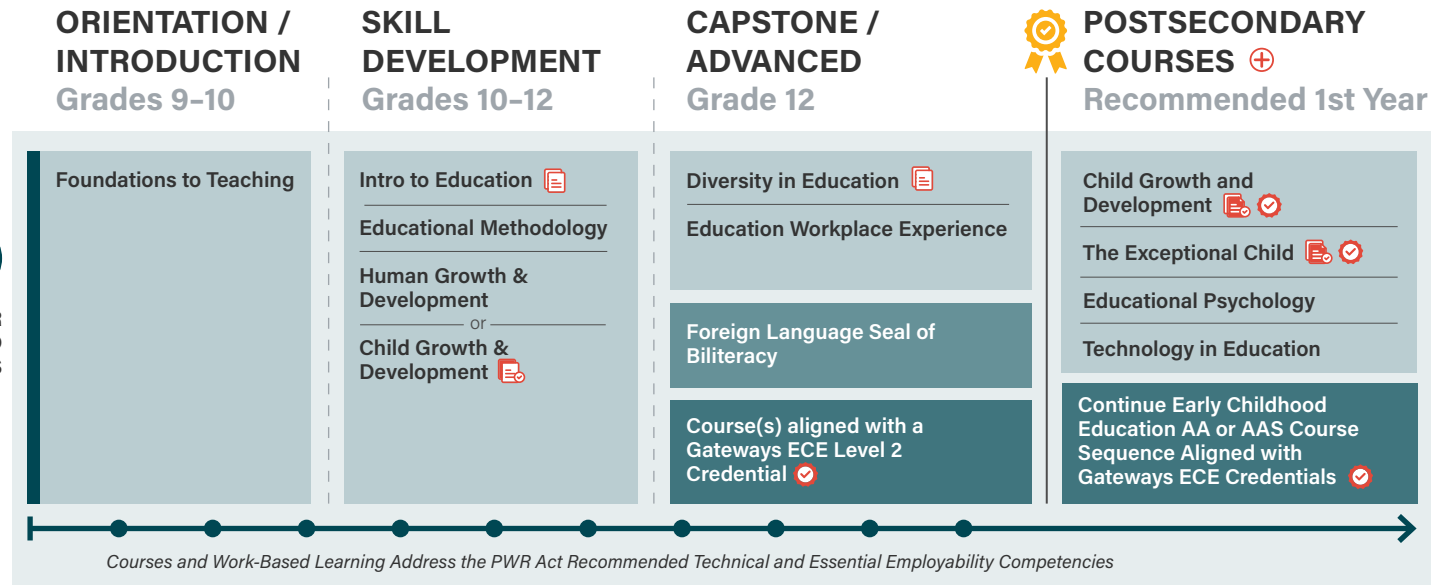 ORIENTATION /
INTRODUCTION
Grades 9–10
SKILL
DEVELOPMENT
Grades 10–12
CAPSTONE /
ADVANCED
Grade 12
POSTSECONDARY
COURSES
Recommended 1st Year
Foundations to Teaching
Intro to Education
Educational Methodology
Human Growth &
Development
or
Child Growth &
Development
Diversity in Education
Education Workplace Experience
Foreign Language Seal of
Biliteracy
Course(s) aligned with a
Gateways ECE Level 2
Credential
Child Growth and
Development
The Exceptional Child
Educational Psychology
Technology in Education
Continue Early Childhood
Education AA or AAS Course
Sequence Aligned with
Gateways ECE Credentials
Courses and Work-Based Learning Address the PWR Act Recommended Technical and Essential Employability Competencies